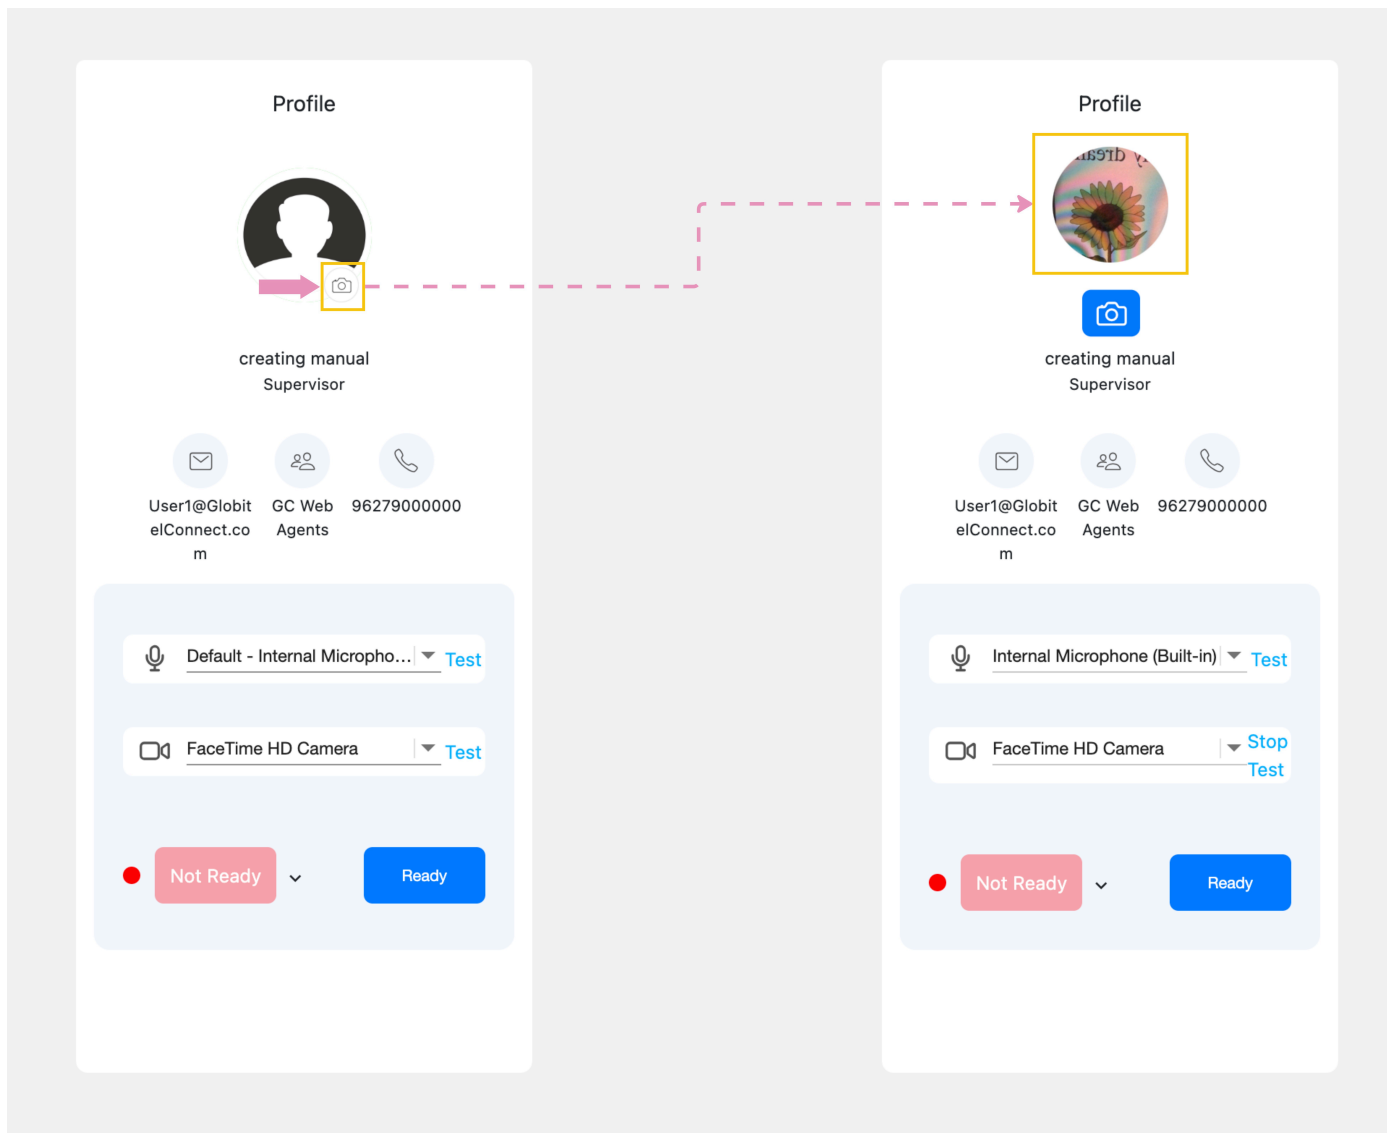 Profile
creating manual
Supervisor
User1@Globit
elConnect.co
m
GC Web
Agents
96279000000
Default - Internal Micropho...
Test
FaceTime HD Camera
Test
Not Ready
Ready
Profile
y dream
creating manual
Supervisor
User1@Globit
elConnect.co
m
GC Web
Agents
96279000000
Internal Microphone (Built-in)
Test
FaceTime HD Camera
Stop
Test
Not Ready
Ready